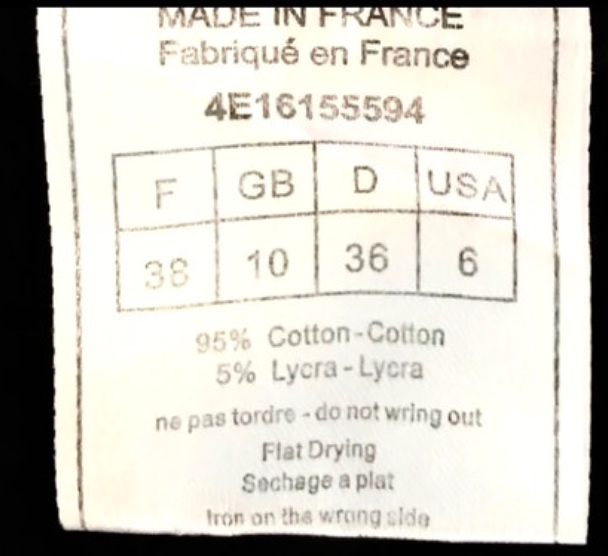 MADE IN FRANCE
Fabriqué en France
4E16155594
F GB D USA
38 10 36 6
95% Cotton-Cotton
5% Lycra-Lycra
ne pas tordre - do not wring out
Flat Drying
Sechage a plat
Iron on the wrong side